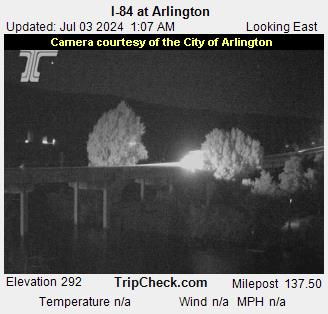 I-84 at Arlington
Updated: Jul 03 2024 1:07 AM Looking East
Camera courtesy of the City of Arlington
Elevation 292 TripCheck.com Milepost 137.50
Temperature n/a Wind n/a MPH n/a